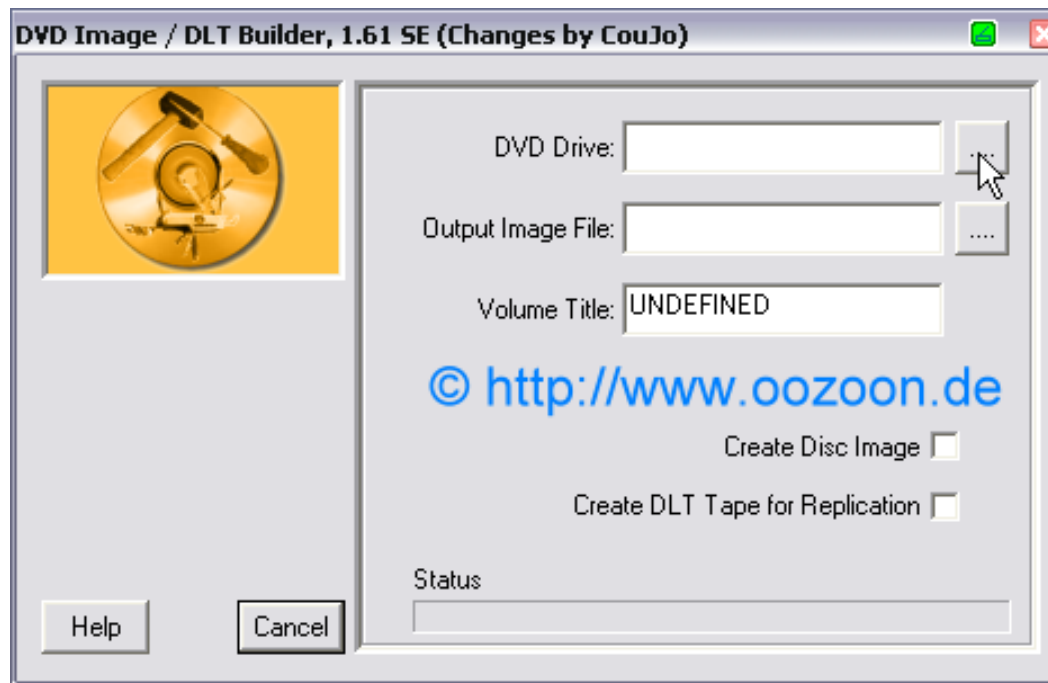 DVD Image / DLT Builder, 1.61 SE (Changes by CouJo)
DVD Drive:
....
Output Image File:
....
Volume Title: UNDEFINED
© http://www.oozoon.de
Create Disc Image
Create DLT Tape for Replication
Status
Help
Cancel